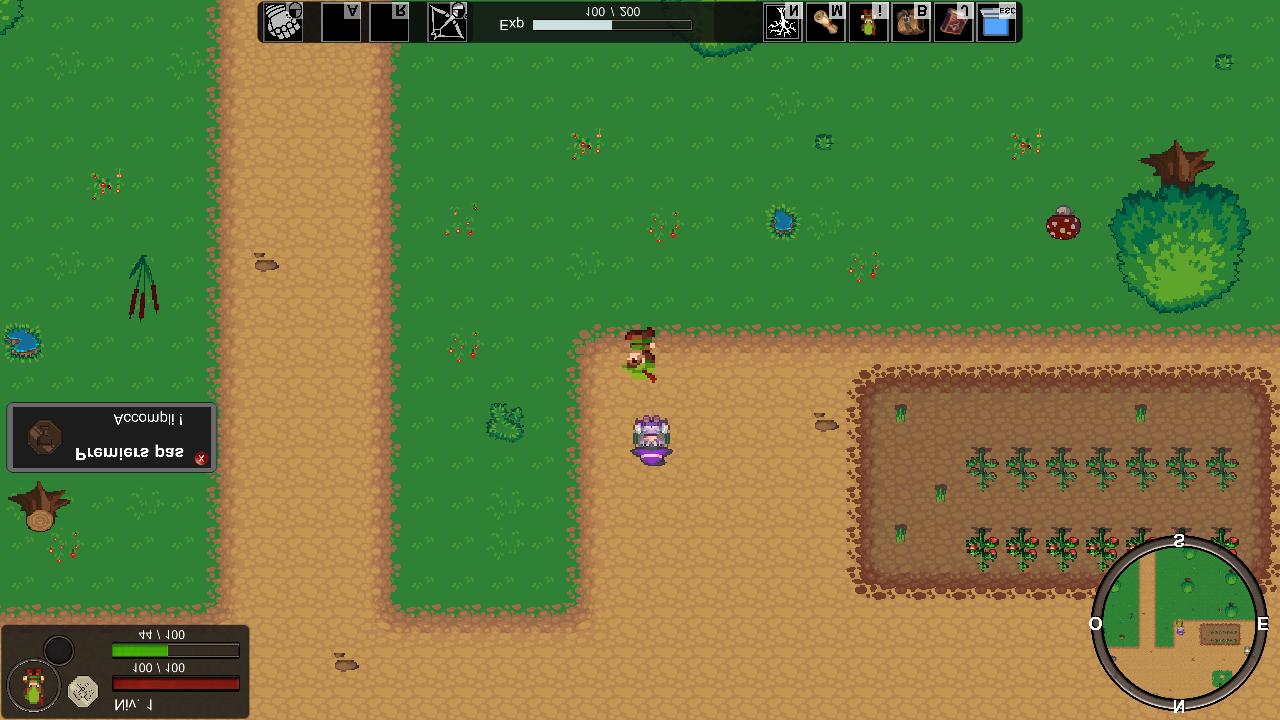 Niv. 1
100 / 100
44 / 100
N
O E
S
Premiers pas
Accompli !
A
R
Exp
100 / 200
N
M
I
B
J
ESC